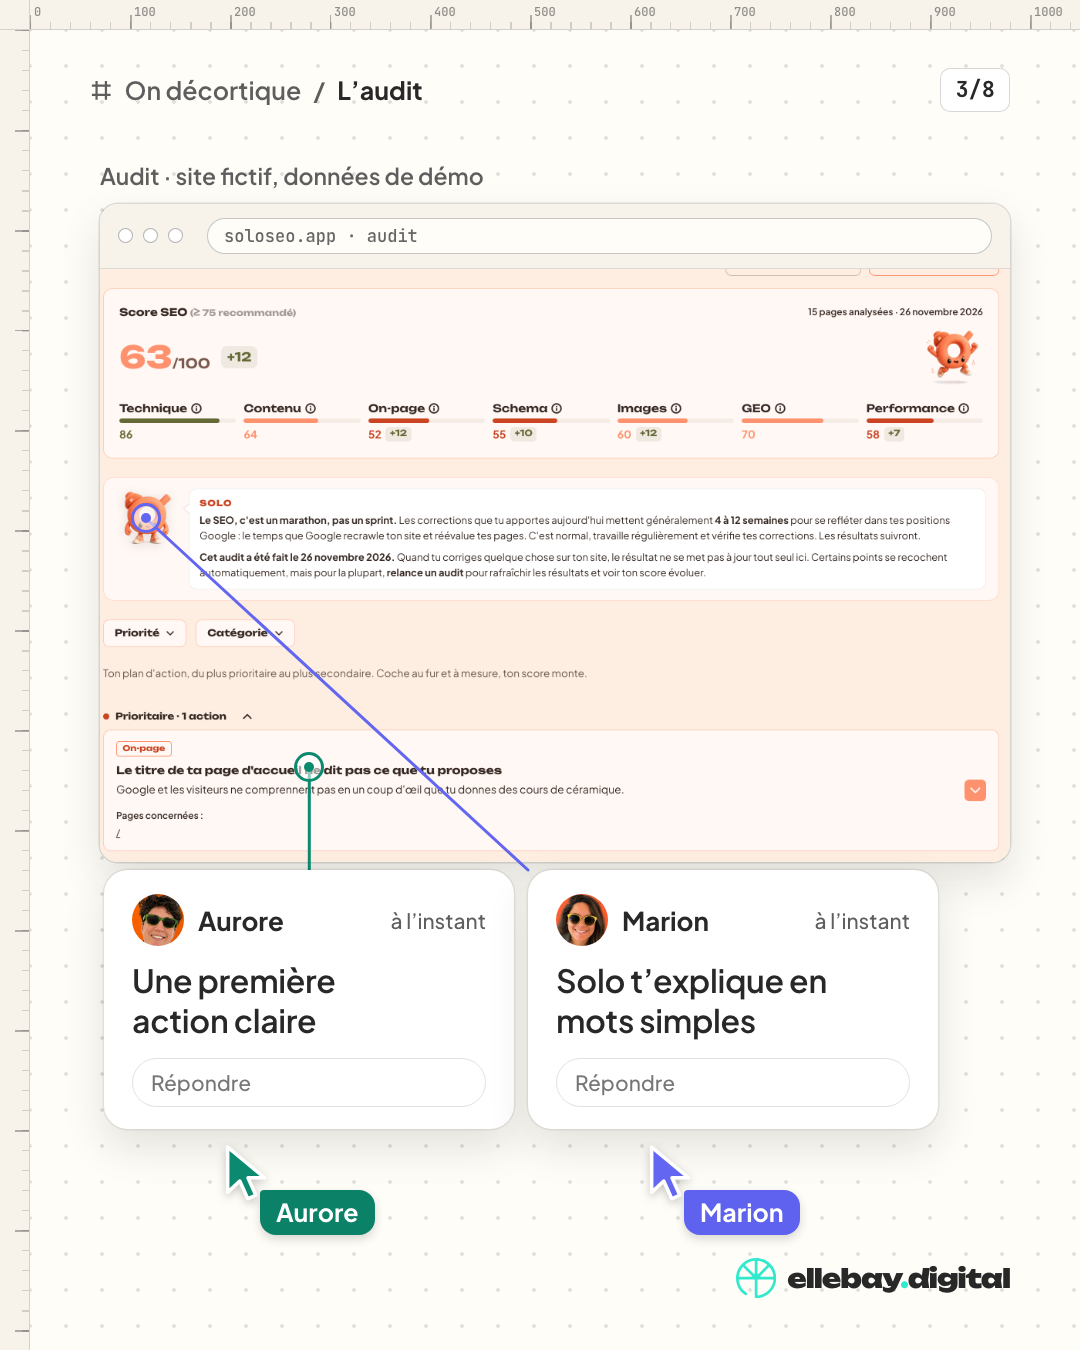 0 100 200 300 400 500 600 700 800 900 1000
On décortique / L’audit
3/8
Audit · site fictif, données de démo
soloseo.app · audit
Score SEO (≥ 75 recommandé)
15 pages analysées · 26 novembre 2026
63/100 +12
Technique Contenu On-page Schema Images GEO Performance
86 64 52 +12 55 +10 60 +12 70 58 +7
SOLO
Le SEO, c'est un marathon, pas un sprint. Les corrections que tu apportes aujourd'hui mettent généralement 4 à 12 semaines pour se refléter dans tes positions
Google : le temps que Google recrawle ton site et réévalue tes pages. C'est normal, travaille régulièrement et vérifie tes corrections. Les résultats suivront.
Cet audit a été fait le 26 novembre 2026. Quand tu corriges quelque chose sur ton site, le résultat ne se met pas à jour tout seul ici. Certains points se recochent
automatiquement, mais pour la plupart, relance un audit pour rafraîchir les résultats et voir ton score évoluer.
Priorité
Catégorie
Ton plan d'action, du plus prioritaire au plus secondaire. Coche au fur et à mesure, ton score monte.
Prioritaire · 1 action
On-page
Le titre de ta page d'accueil ne dit pas ce que tu proposes
Google et les visiteurs ne comprennent pas en un coup d'œil que tu donnes des cours de céramique.
Pages concernées :
/
Aurore
à l’instant
Une première
action claire
Répondre
Marion
à l’instant
Solo t’explique en
mots simples
Répondre
Aurore
Marion
ellebay.digital